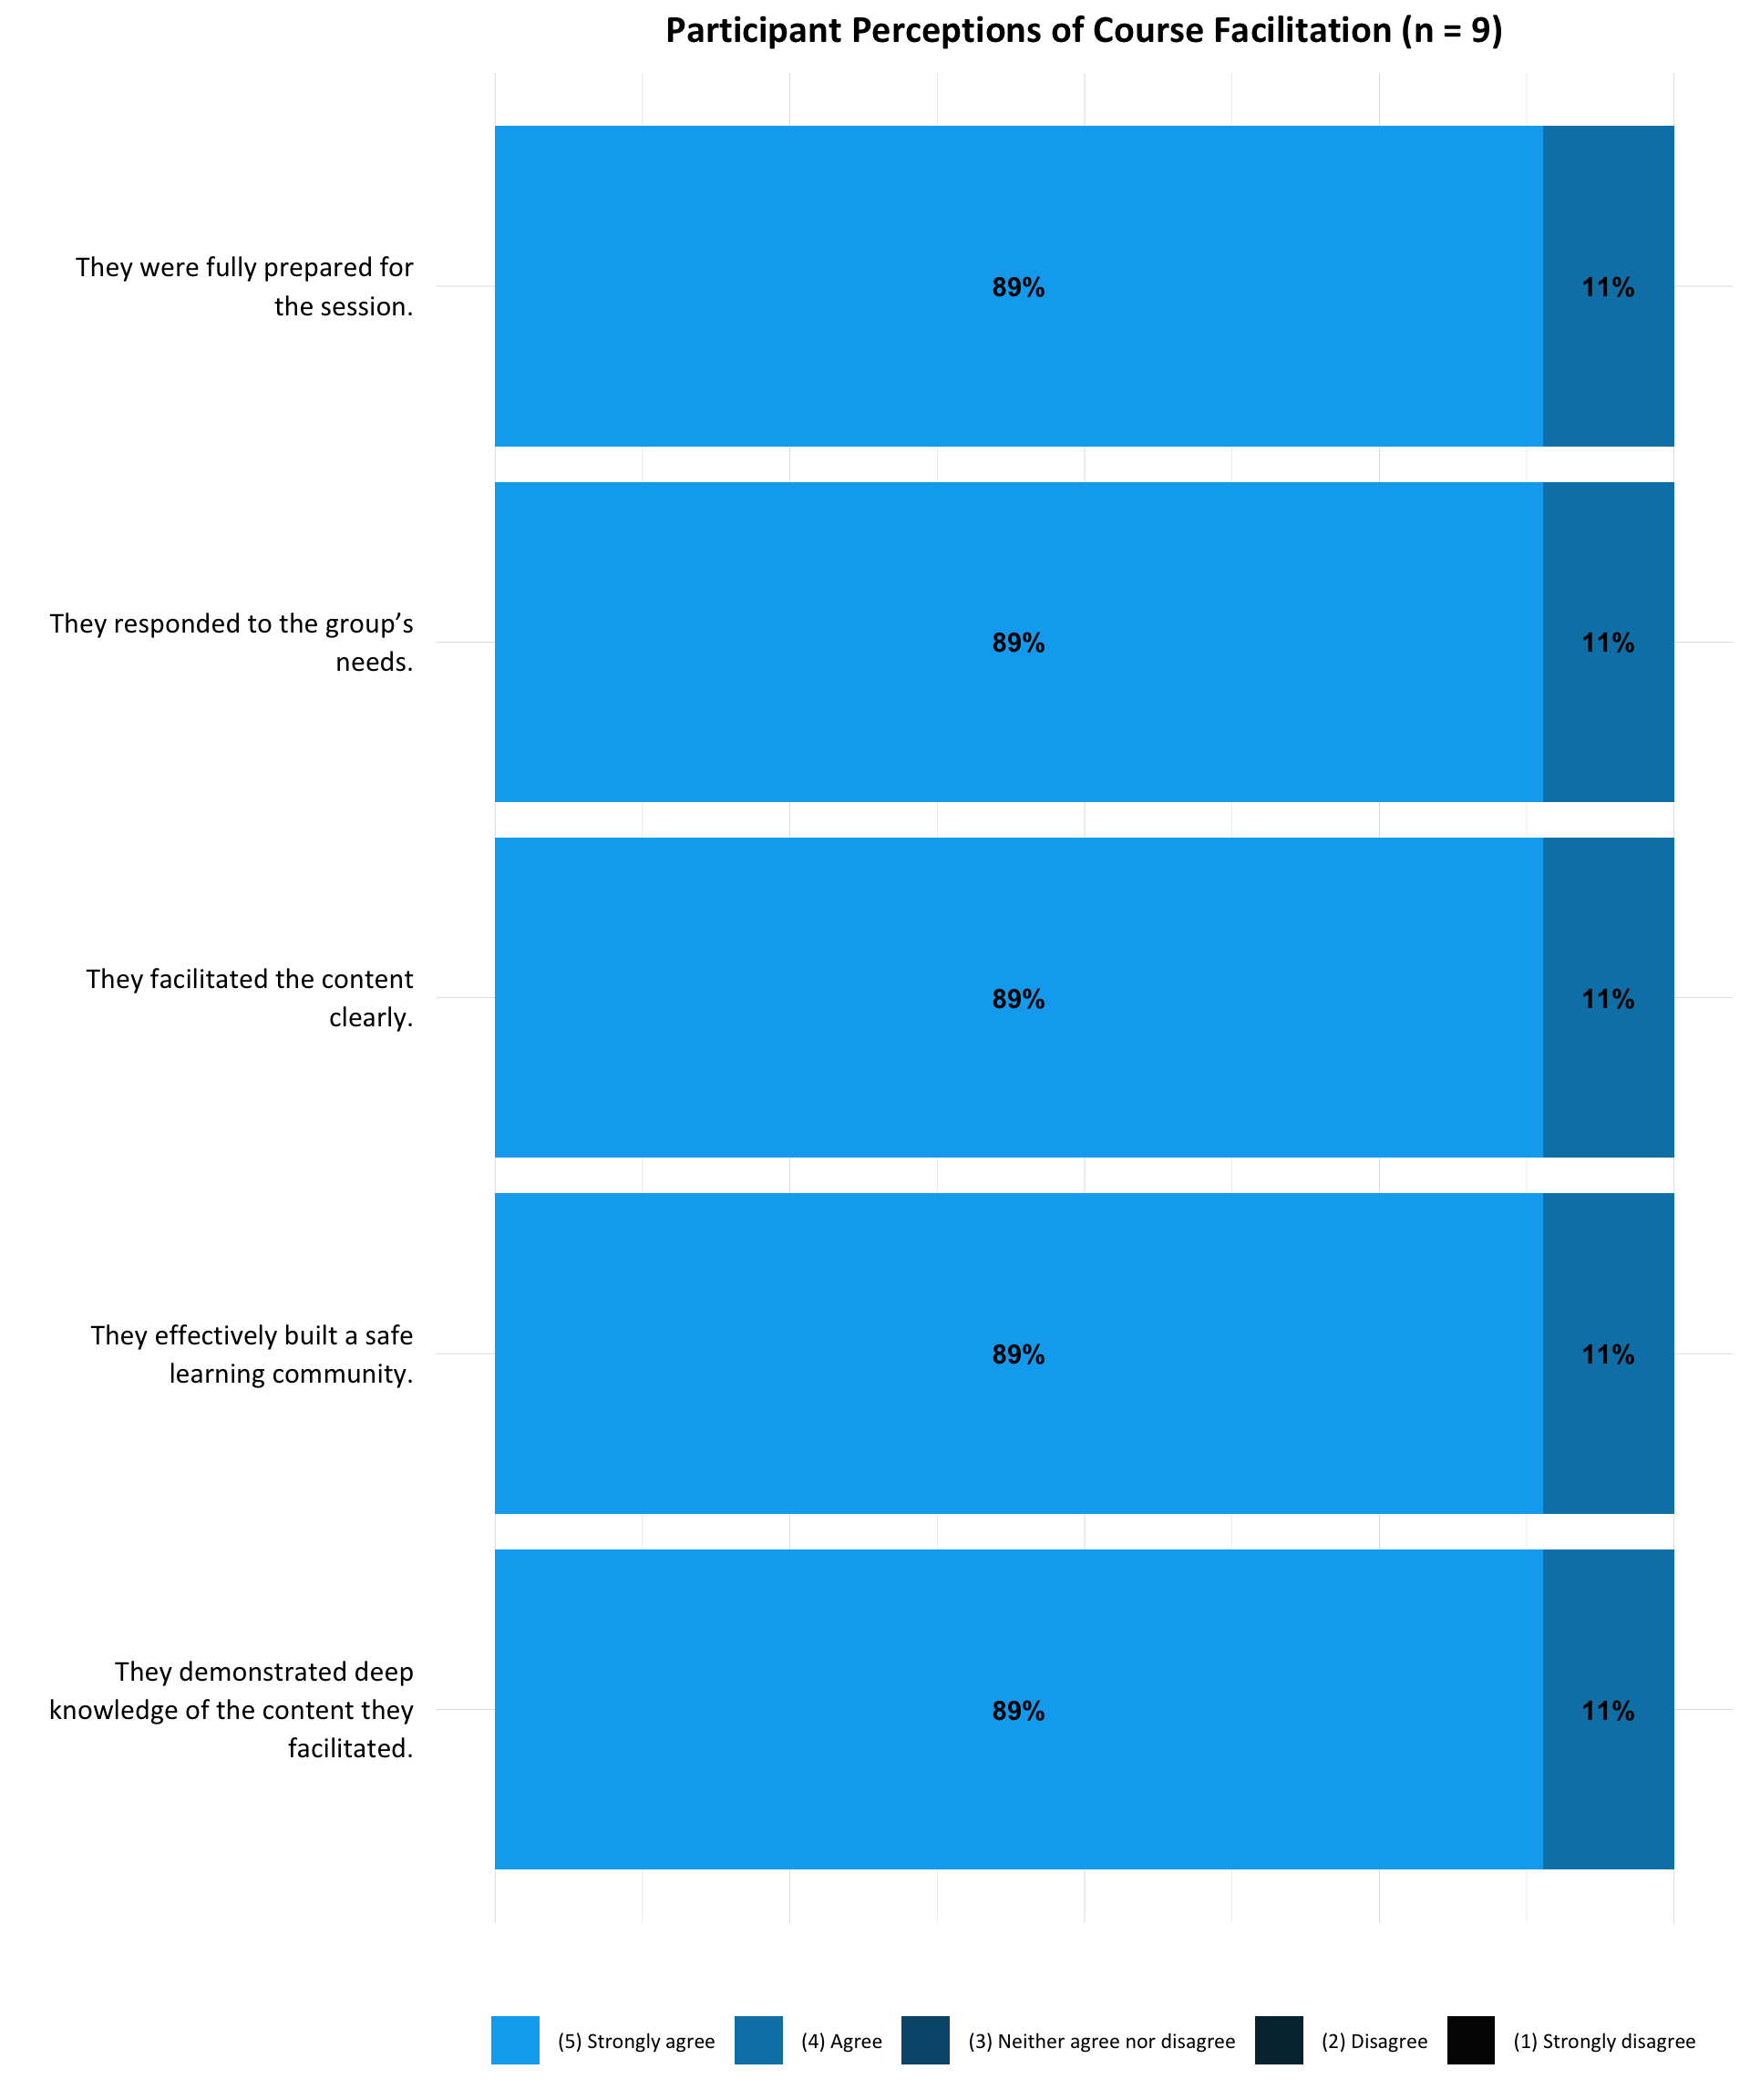 Participant Perceptions of Course Facilitation (n = 9)
They were fully prepared for
the session.
89%
11%
They responded to the group’s
needs.
89%
11%
They facilitated the content
clearly.
89%
11%
They effectively built a safe
learning community.
89%
11%
They demonstrated deep
knowledge of the content they
facilitated.
89%
11%
(5) Strongly agree
(4) Agree
(3) Neither agree nor disagree
(2) Disagree
(1) Strongly disagree